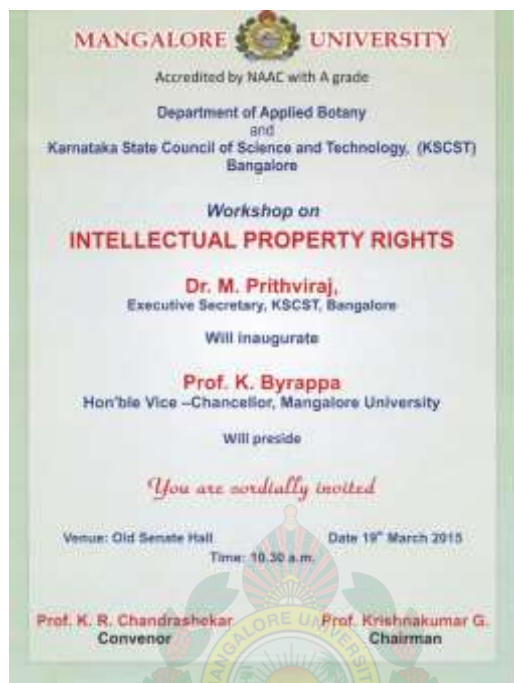 MANGALORE UNIVERSITY
Accredited by NAAC with A grade
Department of Applied Botany
and
Karnataka State Council of Science and Technology, (KSCST)
Bangalore
Workshop on
INTELLECTUAL PROPERTY RIGHTS
Dr. M. Prithviraj,
Executive Secretary, KSCST, Bangalore
Will inaugurate
Prof. K. Byrappa
Hon'ble Vice –Chancellor, Mangalore University
Will preside
You are cordially invited
Venue: Old Senate Hall Date 19th March 2015
Time: 10.30 a.m.
Prof. K. R. Chandrashekar Prof. Krishnakumar G.
Convenor Chairman
MANGALORE UNIVERSITY